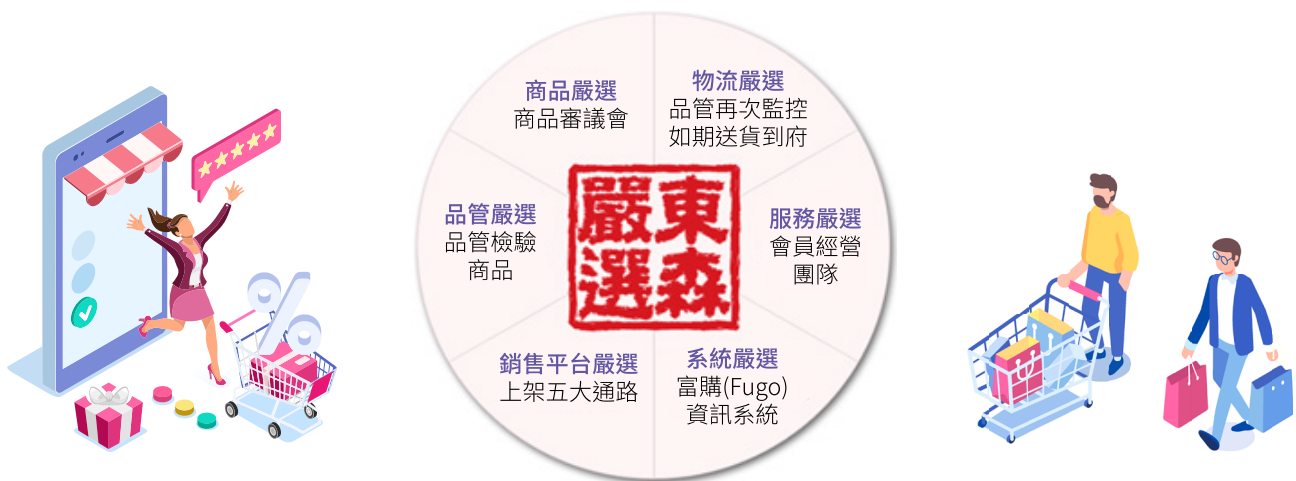 商品嚴選
商品審議會
物流嚴選
品管再次監控
如期送貨到府
品管嚴選
品管檢驗
商品
東森
嚴選
服務嚴選
會員經營
團隊
銷售平台嚴選
上架五大通路
系統嚴選
富購(Fugo)
資訊系統